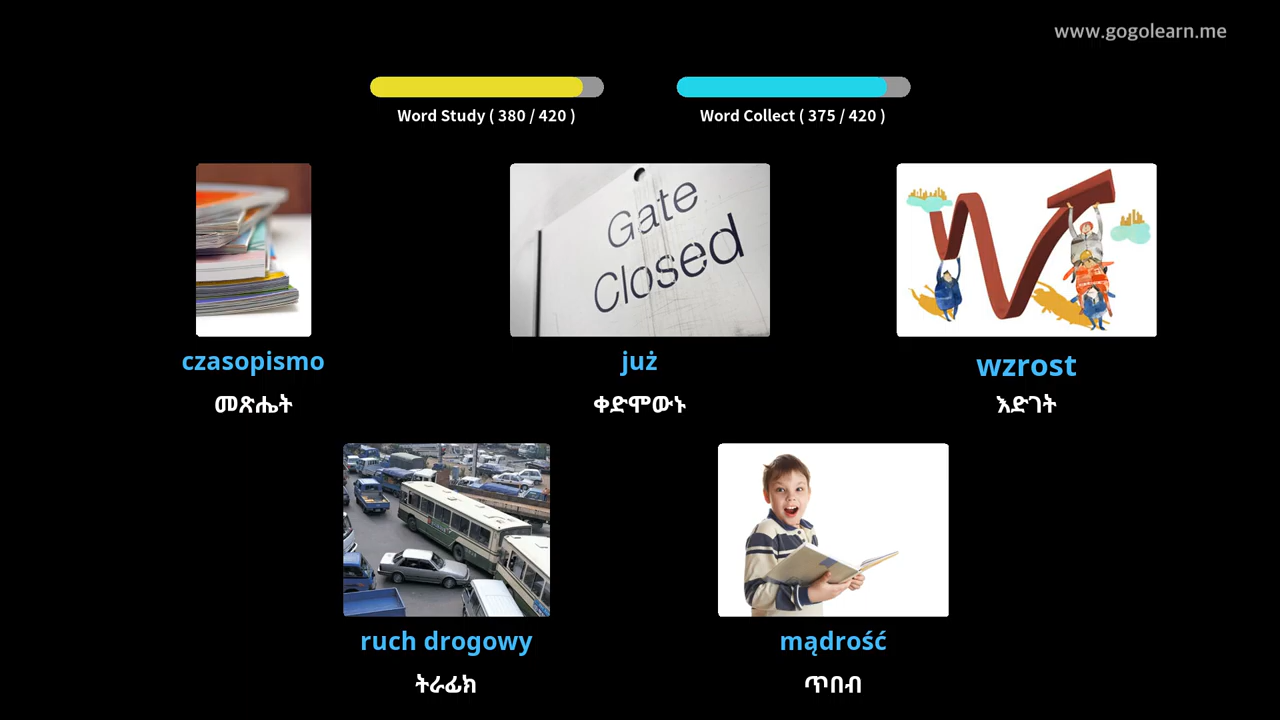 www.gogolearn.me
Word Study ( 380 / 420 )
Word Collect ( 375 / 420 )
Gate
Closed
czasopismo
już
wzrost
መጽሔት
ቀድሞውኑ
እድገት
ruch drogowy
mądrość
ትራፊክ
ጥበብ